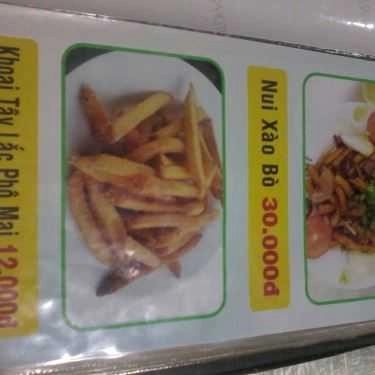 Khoai Tây Lắc Phô Mai 12.000đ
Nui Xào Bò 30.000đ